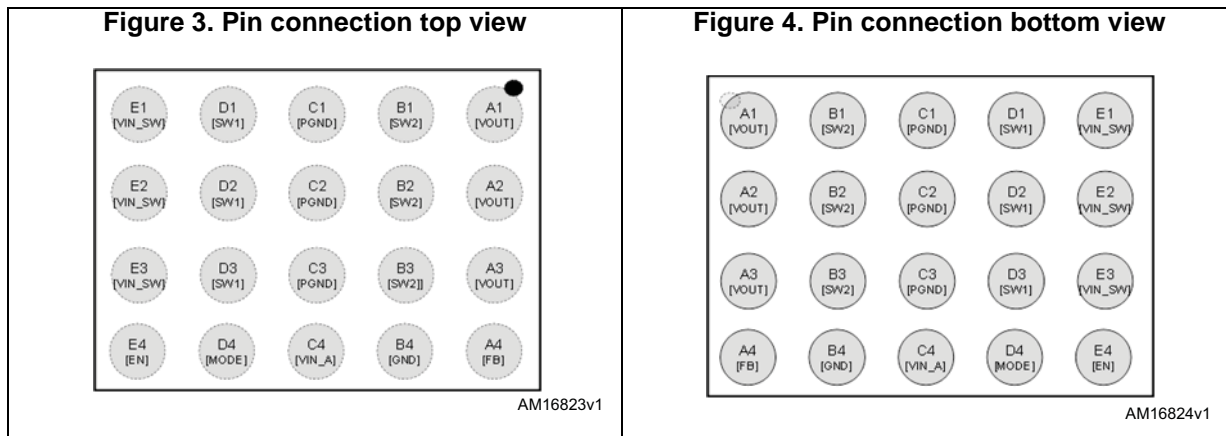 Figure 3. Pin connection top view
E1 D1 C1 B1 A1
[VIN_SW] [SW1] [PGND] [SW2] [VOUT]
E2 D2 C2 B2 A2
[VIN_SW] [SW1] [PGND] [SW2] [VOUT]
E3 D3 C3 B3 A3
[VIN_SW] [SW1] [PGND] [SW2]] [VOUT]
E4 D4 C4 B4 A4
[EN] [MODE] [VIN_A] [GND] [FB]
AM16823v1
Figure 4. Pin connection bottom view
A1 B1 C1 D1 E1
[VOUT] [SW2] [PGND] [SW1] [VIN_SW]
A2 B2 C2 D2 E2
[VOUT] [SW2] [PGND] [SW1] [VIN_SW]
A3 B3 C3 D3 E3
[VOUT] [SW2] [PGND] [SW1] [VIN_SW]
A4 B4 C4 D4 E4
[FB] [GND] [VIN_A] [MODE] [EN]
AM16824v1